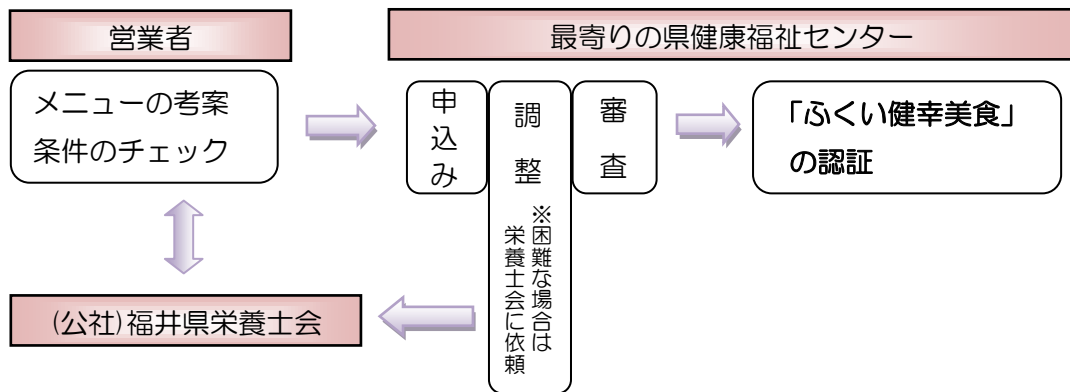 営業者
最寄りの県健康福祉センター
メニューの考案
条件のチェック
申込み
調整
※困難な場合は
栄養士会に依頼
審査
「ふくい健幸美食」
の認証
(公社)福井県栄養士会